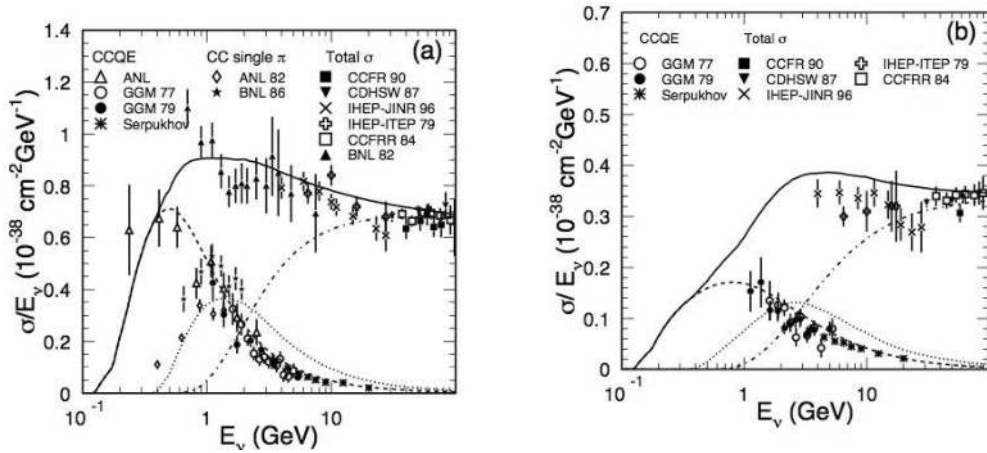 (a)
CCQE CC single π Total σ
ANL ANL 82 CCFR 90
GGM 77 BNL 86 CDHSW 87
GGM 79 IHEP-JINR 96
Serpukhov IHEP-ITEP 79
CCFRR 84
BNL 82
1.4
1.2
1
0.8
0.6
0.4
0.2
0
10⁻¹ 1 10
E_ν (GeV)
σ/E_ν (10⁻³⁸ cm⁻²GeV⁻¹)
(b)
CCQE Total σ
GGM 77 CCFR 90 IHEP-ITEP 79
GGM 79 CDHSW 87 CCFRR 84
Serpukhov IHEP-JINR 96
0.7
0.6
0.5
0.4
0.3
0.2
0.1
0
10⁻¹ 1 10
E_ν (GeV)
σ/ E_ν (10⁻³⁸ cm⁻²GeV⁻¹)